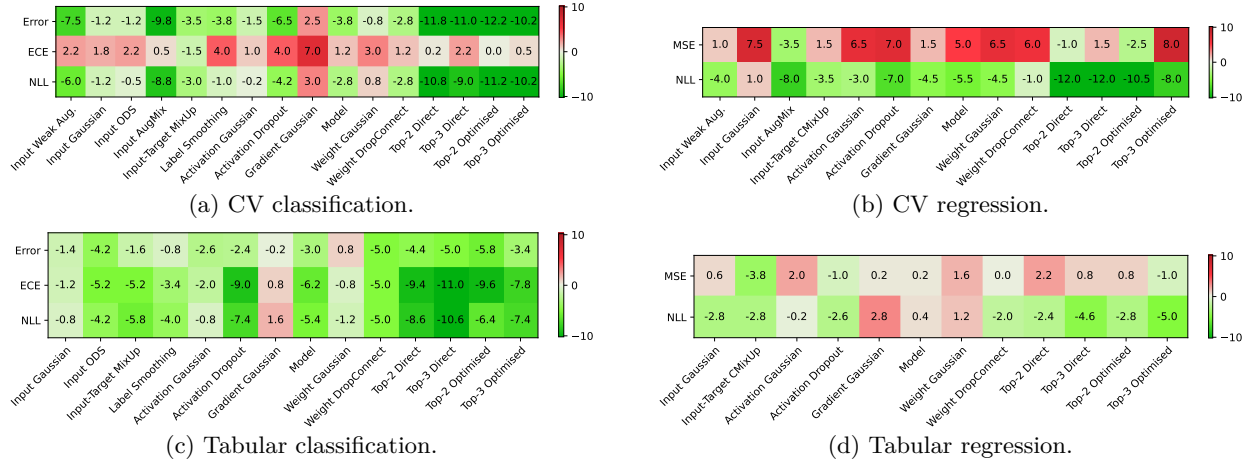 Error -7.5 -1.2 -1.2 -9.8 -3.5 -3.8 -1.5 -6.5 2.5 -3.8 -0.8 -2.8 -11.8 -11.0 -12.2 -10.2
ECE 2.2 1.8 2.2 0.5 -1.5 4.0 1.0 4.0 7.0 1.2 3.0 1.2 0.2 2.2 0.0 0.5
NLL -6.0 -1.2 -0.5 -8.8 -3.0 -1.0 -0.2 -4.2 3.0 -2.8 0.8 -2.8 -10.8 -9.0 -11.2 -10.2
10
0
−10
Input Weak Aug.
Input Gaussian
Input ODS
Input AugMix
Input-Target MixUp
Label Smoothing
Activation Gaussian
Activation Dropout
Gradient Gaussian
Model
Weight Gaussian
Weight DropConnect
Top-2 Direct
Top-3 Direct
Top-2 Optimised
Top-3 Optimised
(a) CV classification.
MSE 1.0 7.5 -3.5 1.5 6.5 7.0 1.5 5.0 6.5 6.0 -1.0 1.5 -2.5 8.0
NLL -4.0 1.0 -8.0 -3.5 -3.0 -7.0 -4.5 -5.5 -4.5 -1.0 -12.0 -12.0 -10.5 -8.0
10
0
−10
Input Weak Aug.
Input Gaussian
Input AugMix
Input-Target CMixUp
Activation Gaussian
Activation Dropout
Gradient Gaussian
Model
Weight Gaussian
Weight DropConnect
Top-2 Direct
Top-3 Direct
Top-2 Optimised
Top-3 Optimised
(b) CV regression.
Error -1.4 -4.2 -1.6 -0.8 -2.6 -2.4 -0.2 -3.0 0.8 -5.0 -4.4 -5.0 -5.8 -3.4
ECE -1.2 -5.2 -5.2 -3.4 -2.0 -9.0 0.8 -6.2 -0.8 -5.0 -9.4 -11.0 -9.6 -7.8
NLL -0.8 -4.2 -5.8 -4.0 -0.8 -7.4 1.6 -5.4 -1.2 -5.0 -8.6 -10.6 -6.4 -7.4
10
0
−10
Input Gaussian
Input ODS
Input-Target MixUp
Label Smoothing
Activation Gaussian
Activation Dropout
Gradient Gaussian
Model
Weight Gaussian
Weight DropConnect
Top-2 Direct
Top-3 Direct
Top-2 Optimised
Top-3 Optimised
(c) Tabular classification.
MSE 0.6 -3.8 2.0 -1.0 0.2 0.2 1.6 0.0 2.2 0.8 0.8 -1.0
NLL -2.8 -2.8 -0.2 -2.6 2.8 0.4 1.2 -2.0 -2.4 -4.6 -2.8 -5.0
10
0
−10
Input Gaussian
Input-Target CMixUp
Activation Gaussian
Activation Dropout
Gradient Gaussian
Model
Weight Gaussian
Weight DropConnect
Top-2 Direct
Top-3 Direct
Top-2 Optimised
Top-3 Optimised
(d) Tabular regression.